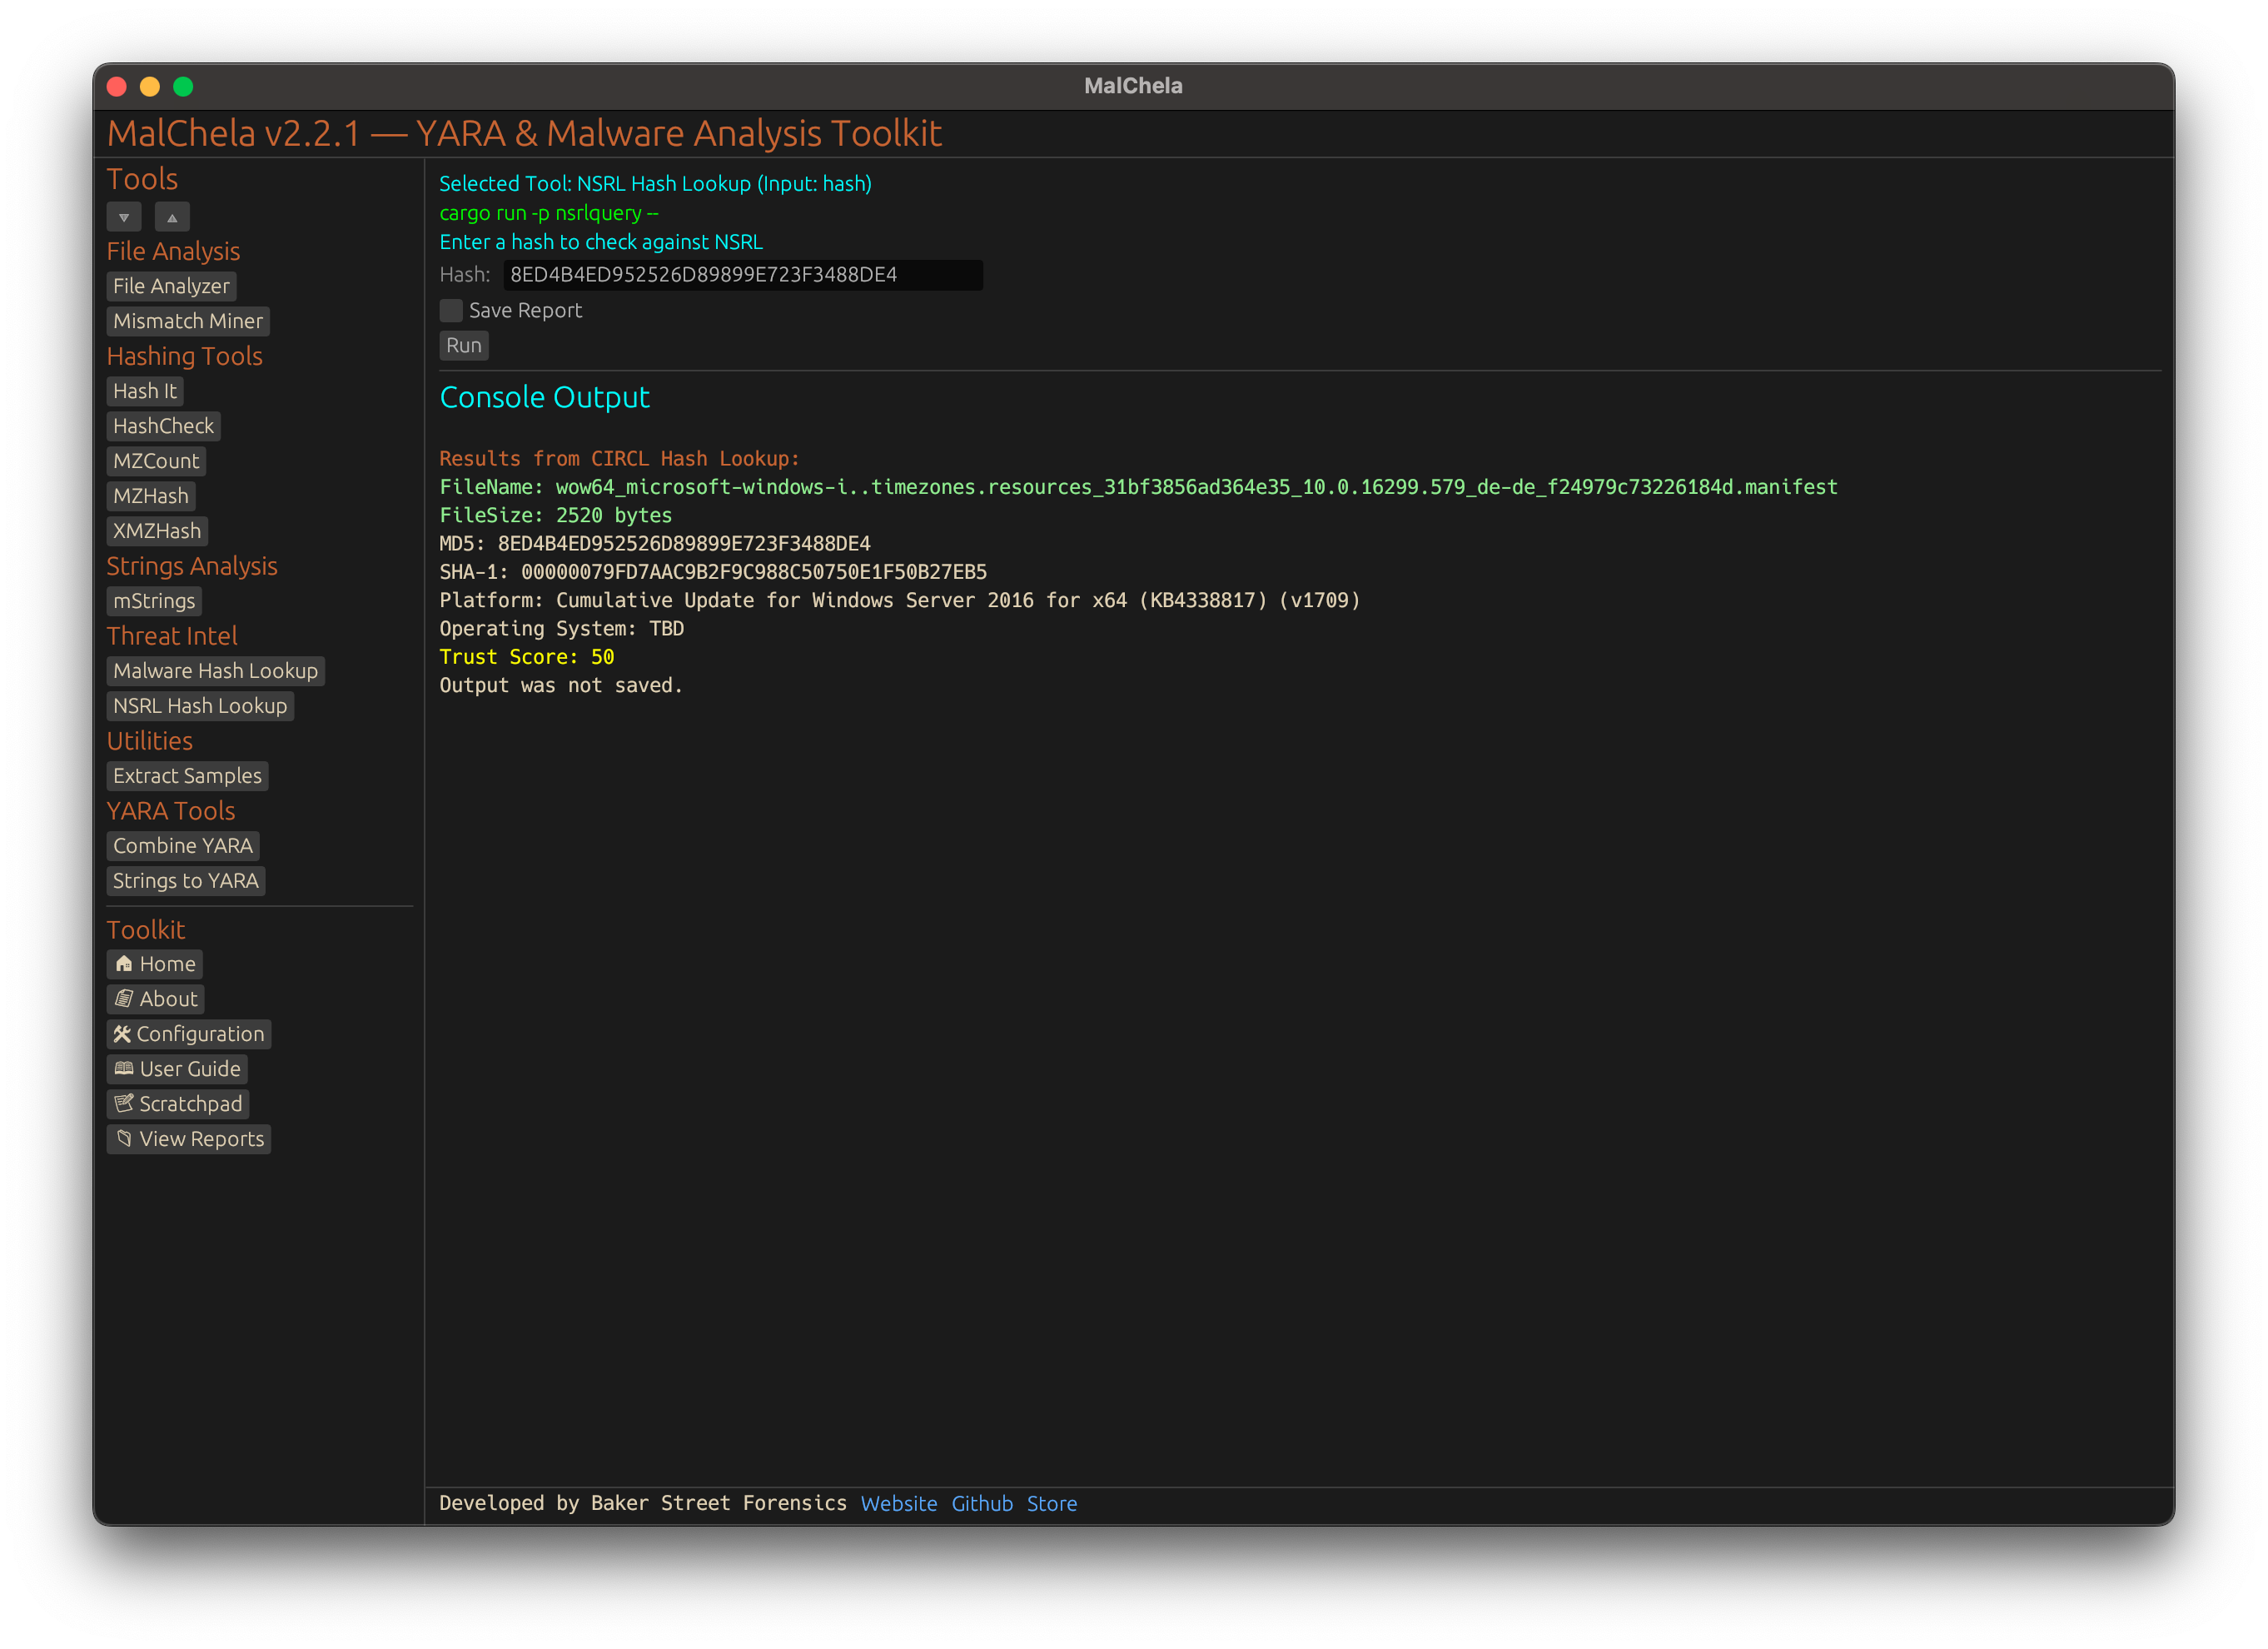 MalChela
MalChela v2.2.1 — YARA & Malware Analysis Toolkit
Tools
File Analysis
File Analyzer
Mismatch Miner
Hashing Tools
Hash It
HashCheck
MZCount
MZHash
XMZHash
Strings Analysis
mStrings
Threat Intel
Malware Hash Lookup
NSRL Hash Lookup
Utilities
Extract Samples
YARA Tools
Combine YARA
Strings to YARA
Toolkit
Home
About
Configuration
User Guide
Scratchpad
View Reports
Selected Tool: NSRL Hash Lookup (Input: hash)
cargo run -p nsrlquery --
Enter a hash to check against NSRL
Hash: 8ED4B4ED952526D89899E723F3488DE4
Save Report
Run
Console Output
Results from CIRCL Hash Lookup:
FileName: wow64_microsoft-windows-i..timezones.resources_31bf3856ad364e35_10.0.16299.579_de-de_f24979c73226184d.manifest
FileSize: 2520 bytes
MD5: 8ED4B4ED952526D89899E723F3488DE4
SHA-1: 00000079FD7AAC9B2F9C988C50750E1F50B27EB5
Platform: Cumulative Update for Windows Server 2016 for x64 (KB4338817) (v1709)
Operating System: TBD
Trust Score: 50
Output was not saved.
Developed by Baker Street Forensics Website Github Store